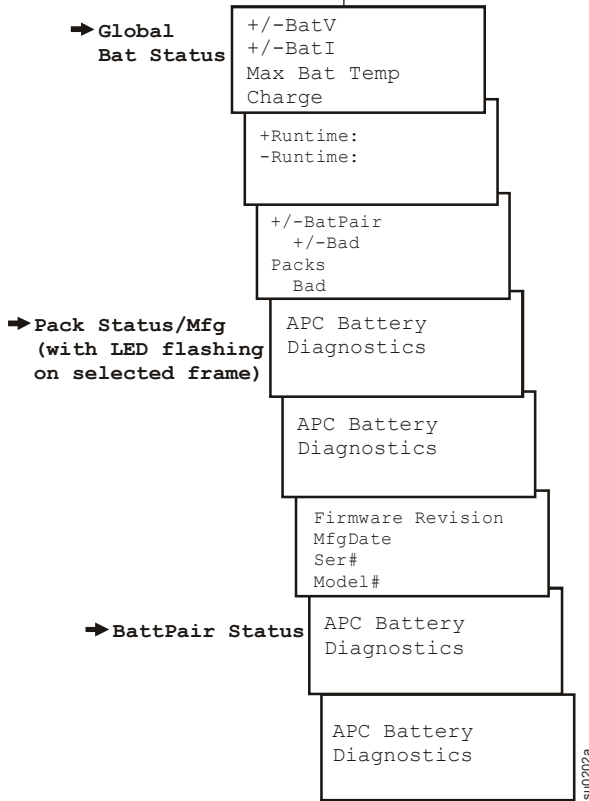 Global
Bat Status
+/-BatV
+/-BatI
Max Bat Temp
Charge
+Runtime:
-Runtime:
+/-BatPair
+/-Bad
Packs
Bad
Pack Status/Mfg
(with LED flashing
on selected frame)
APC Battery
Diagnostics
APC Battery
Diagnostics
Firmware Revision
MfgDate
Ser#
Model#
BattPair Status
APC Battery
Diagnostics
APC Battery
Diagnostics
su0202a